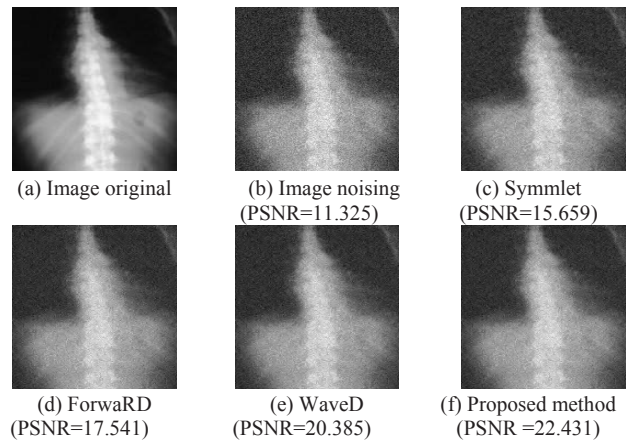 (a) Image original
(b) Image noising
(PSNR=11.325)
(c) Symmlet
(PSNR=15.659)
(d) ForwaRD
(PSNR =17.541)
(e) WaveD
(PSNR=20.385)
(f) Proposed method
(PSNR =22.431)